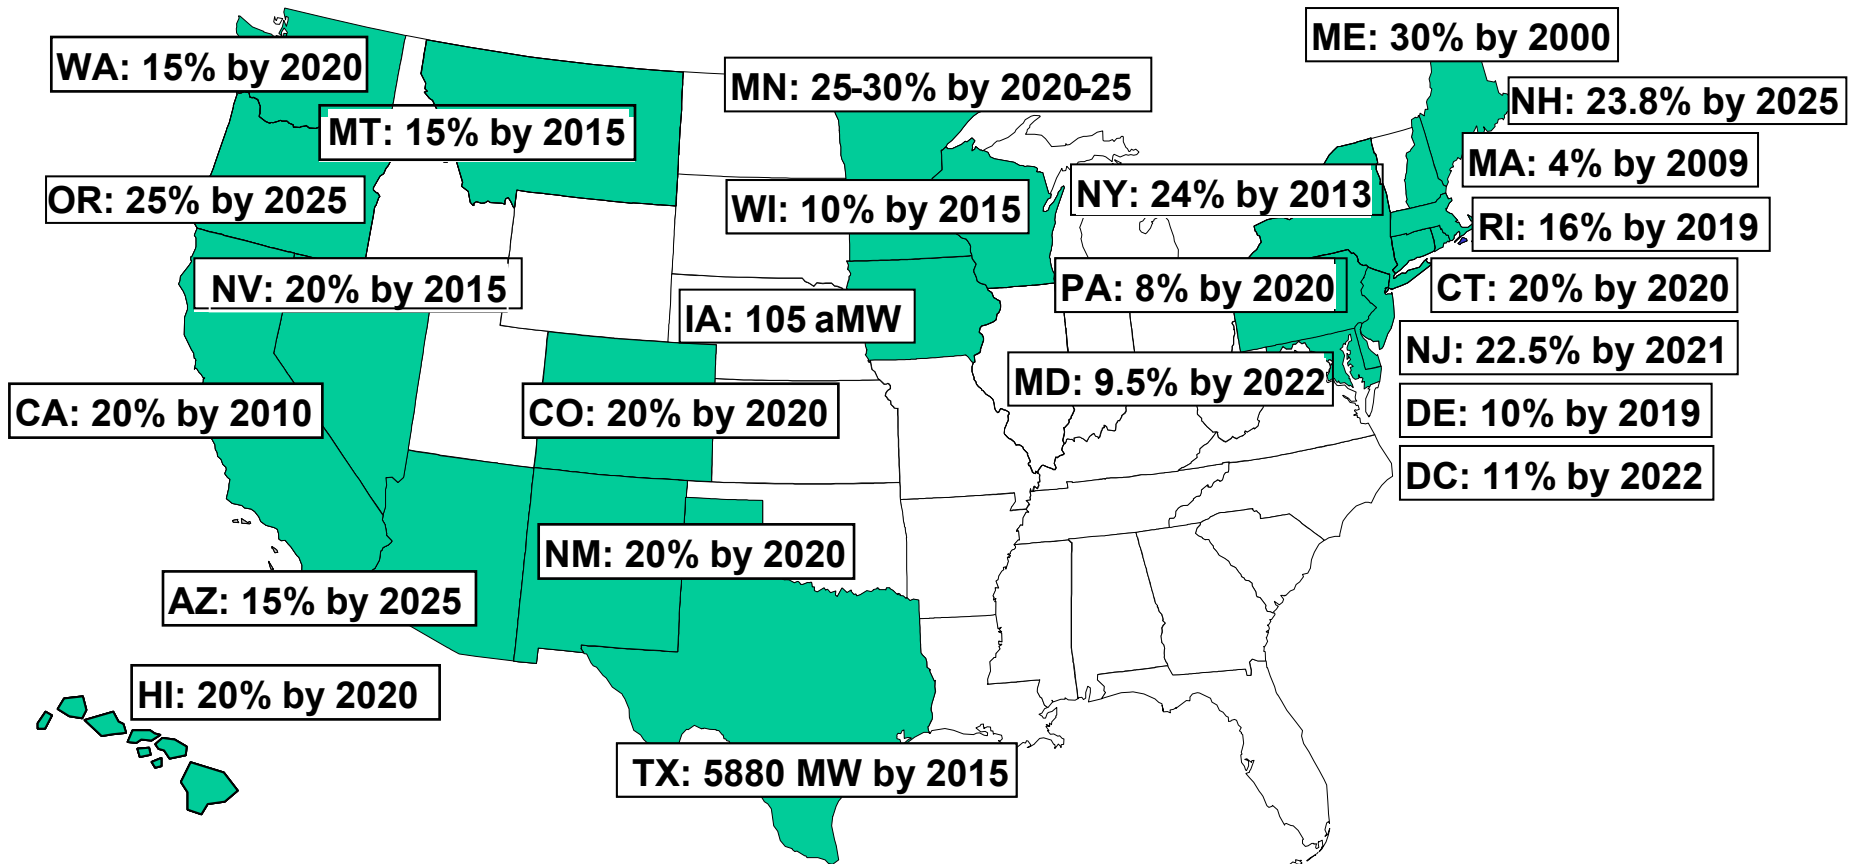 ME: 30% by 2000
WA: 15% by 2020
MN: 25-30% by 2020-25
NH: 23.8% by 2025
MT: 15% by 2015
MA: 4% by 2009
OR: 25% by 2025
WI: 10% by 2015
NY: 24% by 2013
RI: 16% by 2019
NV: 20% by 2015
PA: 8% by 2020
CT: 20% by 2020
IA: 105 aMW
NJ: 22.5% by 2021
MD: 9.5% by 2022
CA: 20% by 2010
CO: 20% by 2020
DE: 10% by 2019
DC: 11% by 2022
NM: 20% by 2020
AZ: 15% by 2025
HI: 20% by 2020
TX: 5880 MW by 2015